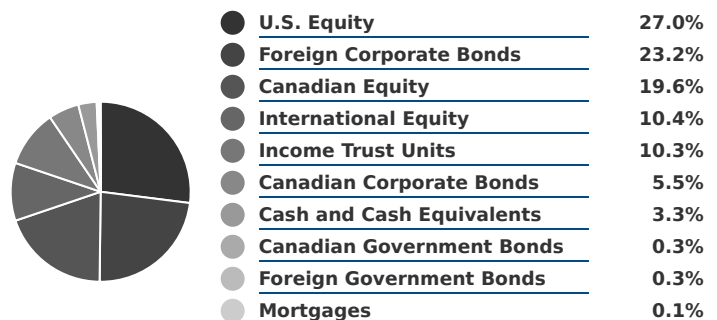 U.S. Equity 27.0%
Foreign Corporate Bonds 23.2%
Canadian Equity 19.6%
International Equity 10.4%
Income Trust Units 10.3%
Canadian Corporate Bonds 5.5%
Cash and Cash Equivalents 3.3%
Canadian Government Bonds 0.3%
Foreign Government Bonds 0.3%
Mortgages 0.1%